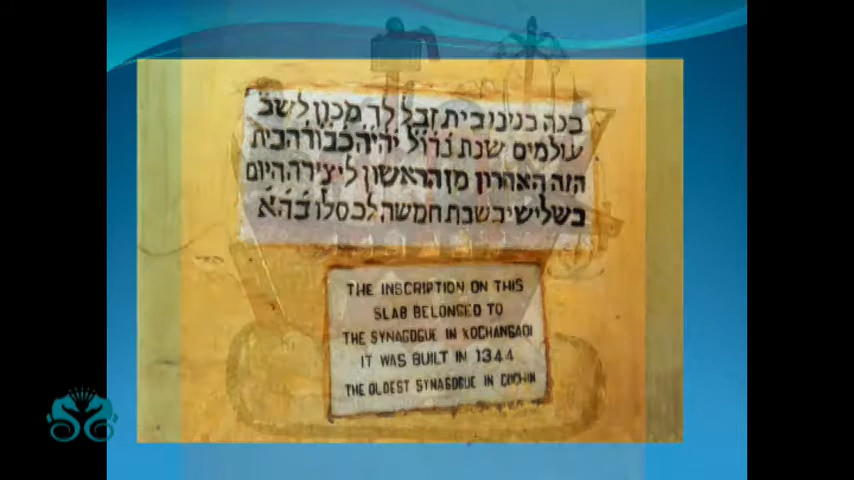 בנה בנינו בית זבל לך מכון לשב
עולמים שנת גדול יהיה כבוד הבית
הזה האחרון מן הראשון ליצירה היום
בשלישי בשבת חמשה לכסלו בהא
THE INSCRIPTION ON THIS
SLAB BELONGED TO
THE SYNAGOGUE IN KOCHANGADI
IT WAS BUILT IN 1344
THE OLDEST SYNAGOGUE IN COCHIN